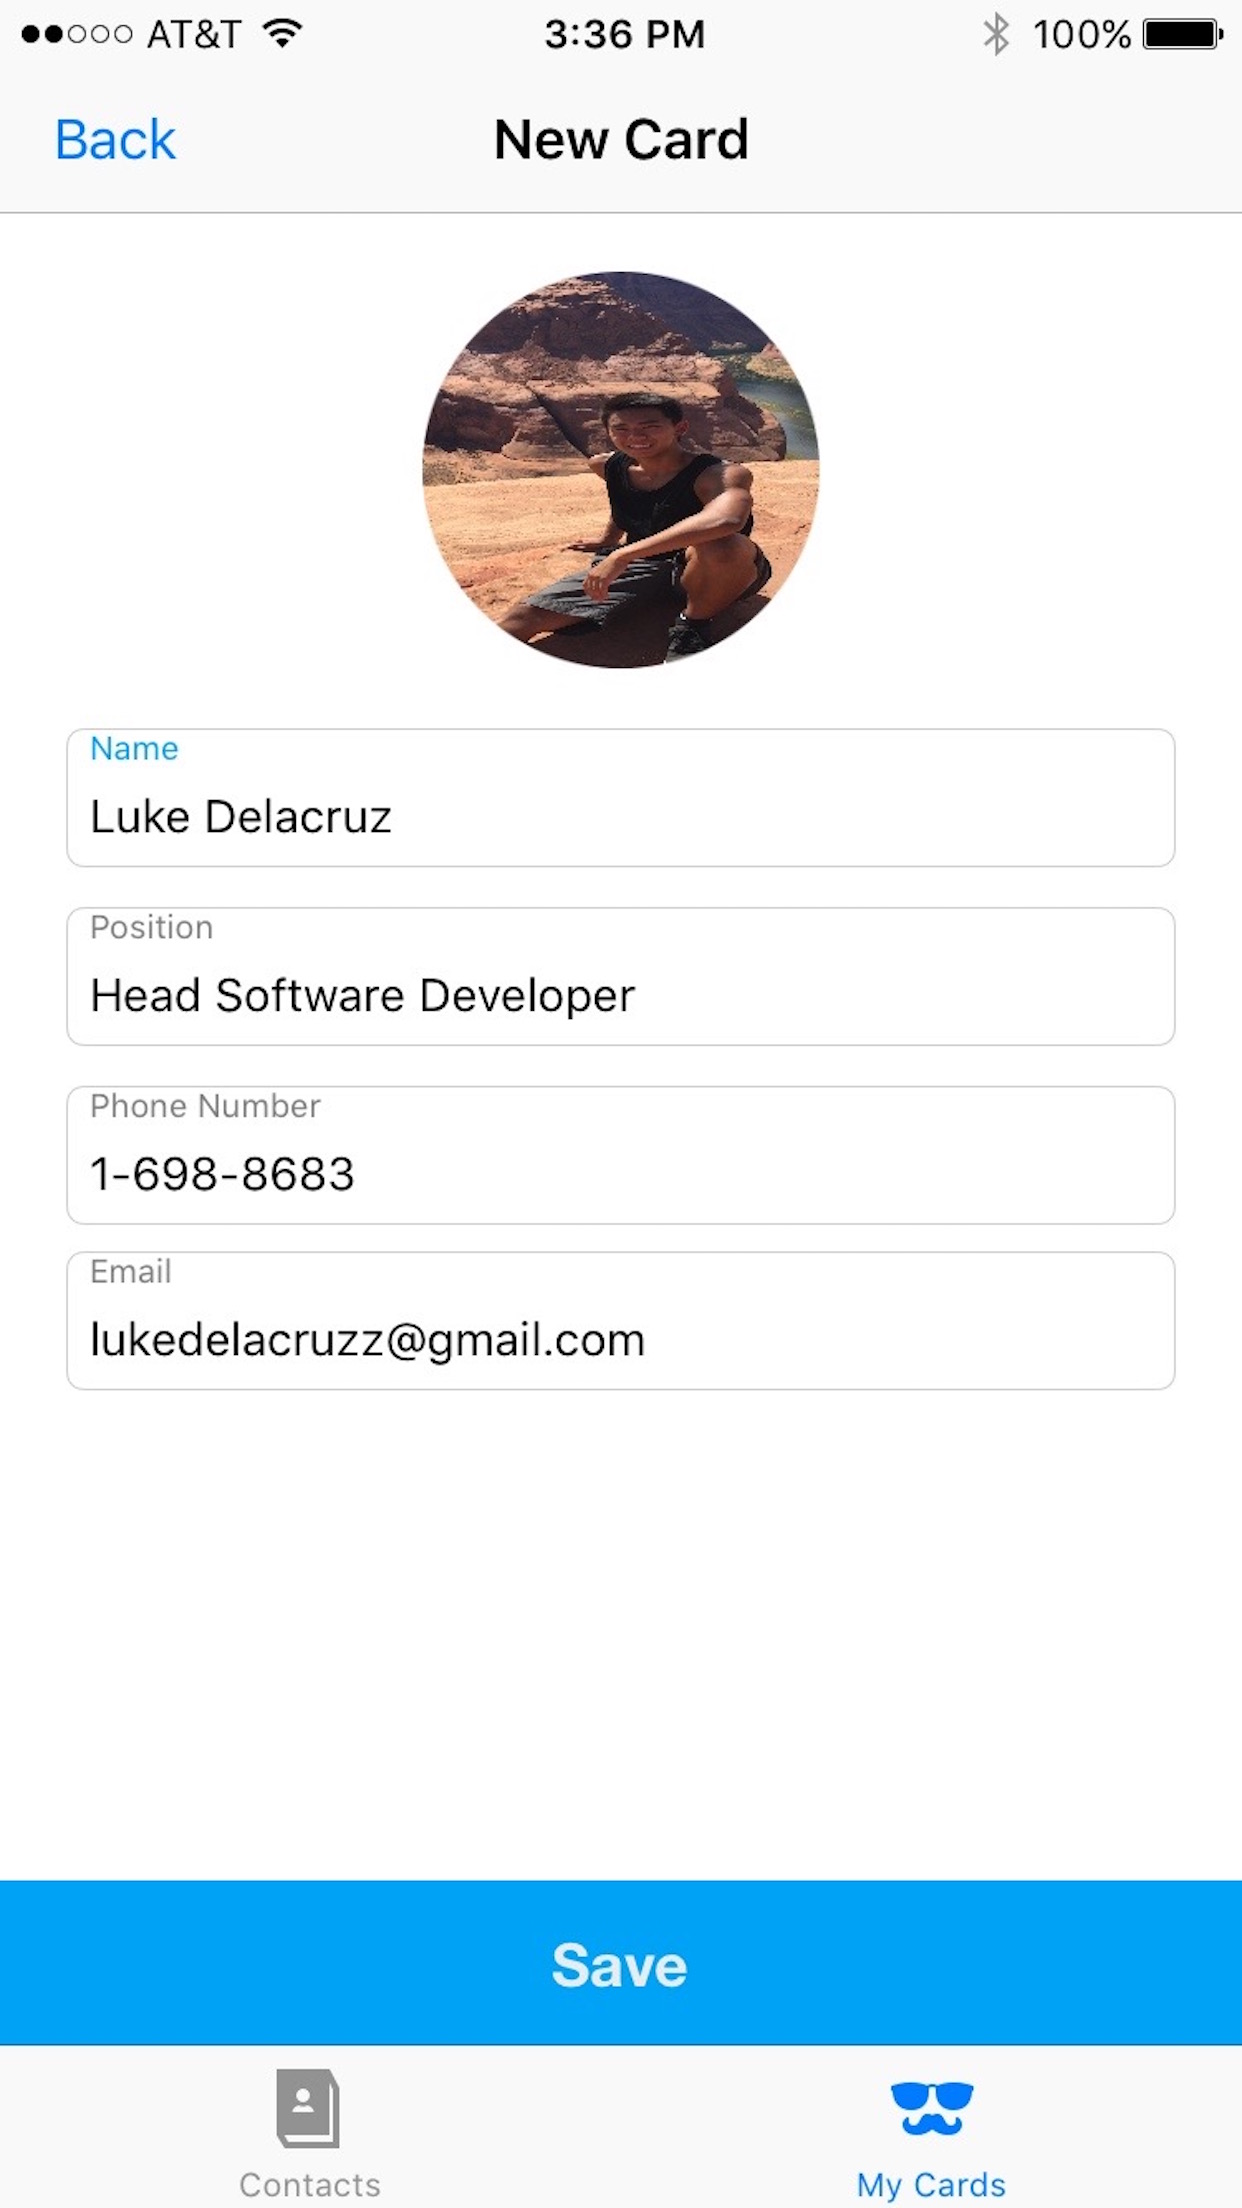 AT&T 3:36 PM 100%
Back New Card
Name
Luke Delacruz
Position
Head Software Developer
Phone Number
1-698-8683
Email
lukedelacruzz@gmail.com
Save
Contacts My Cards